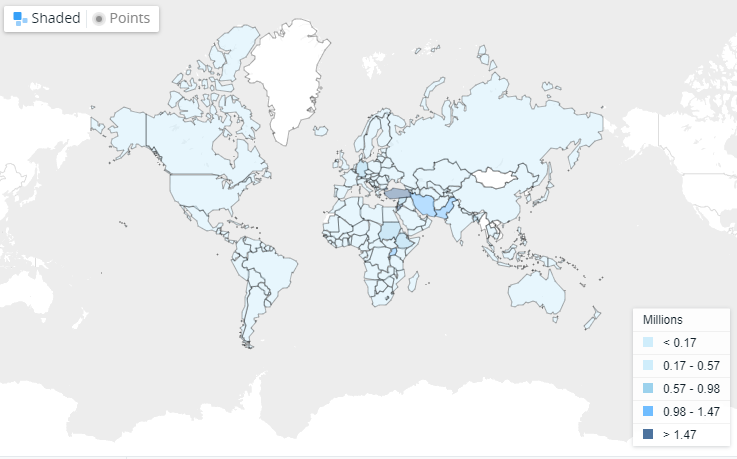 Shaded
Points
Millions
< 0.17
0.17 - 0.57
0.57 - 0.98
0.98 - 1.47
> 1.47